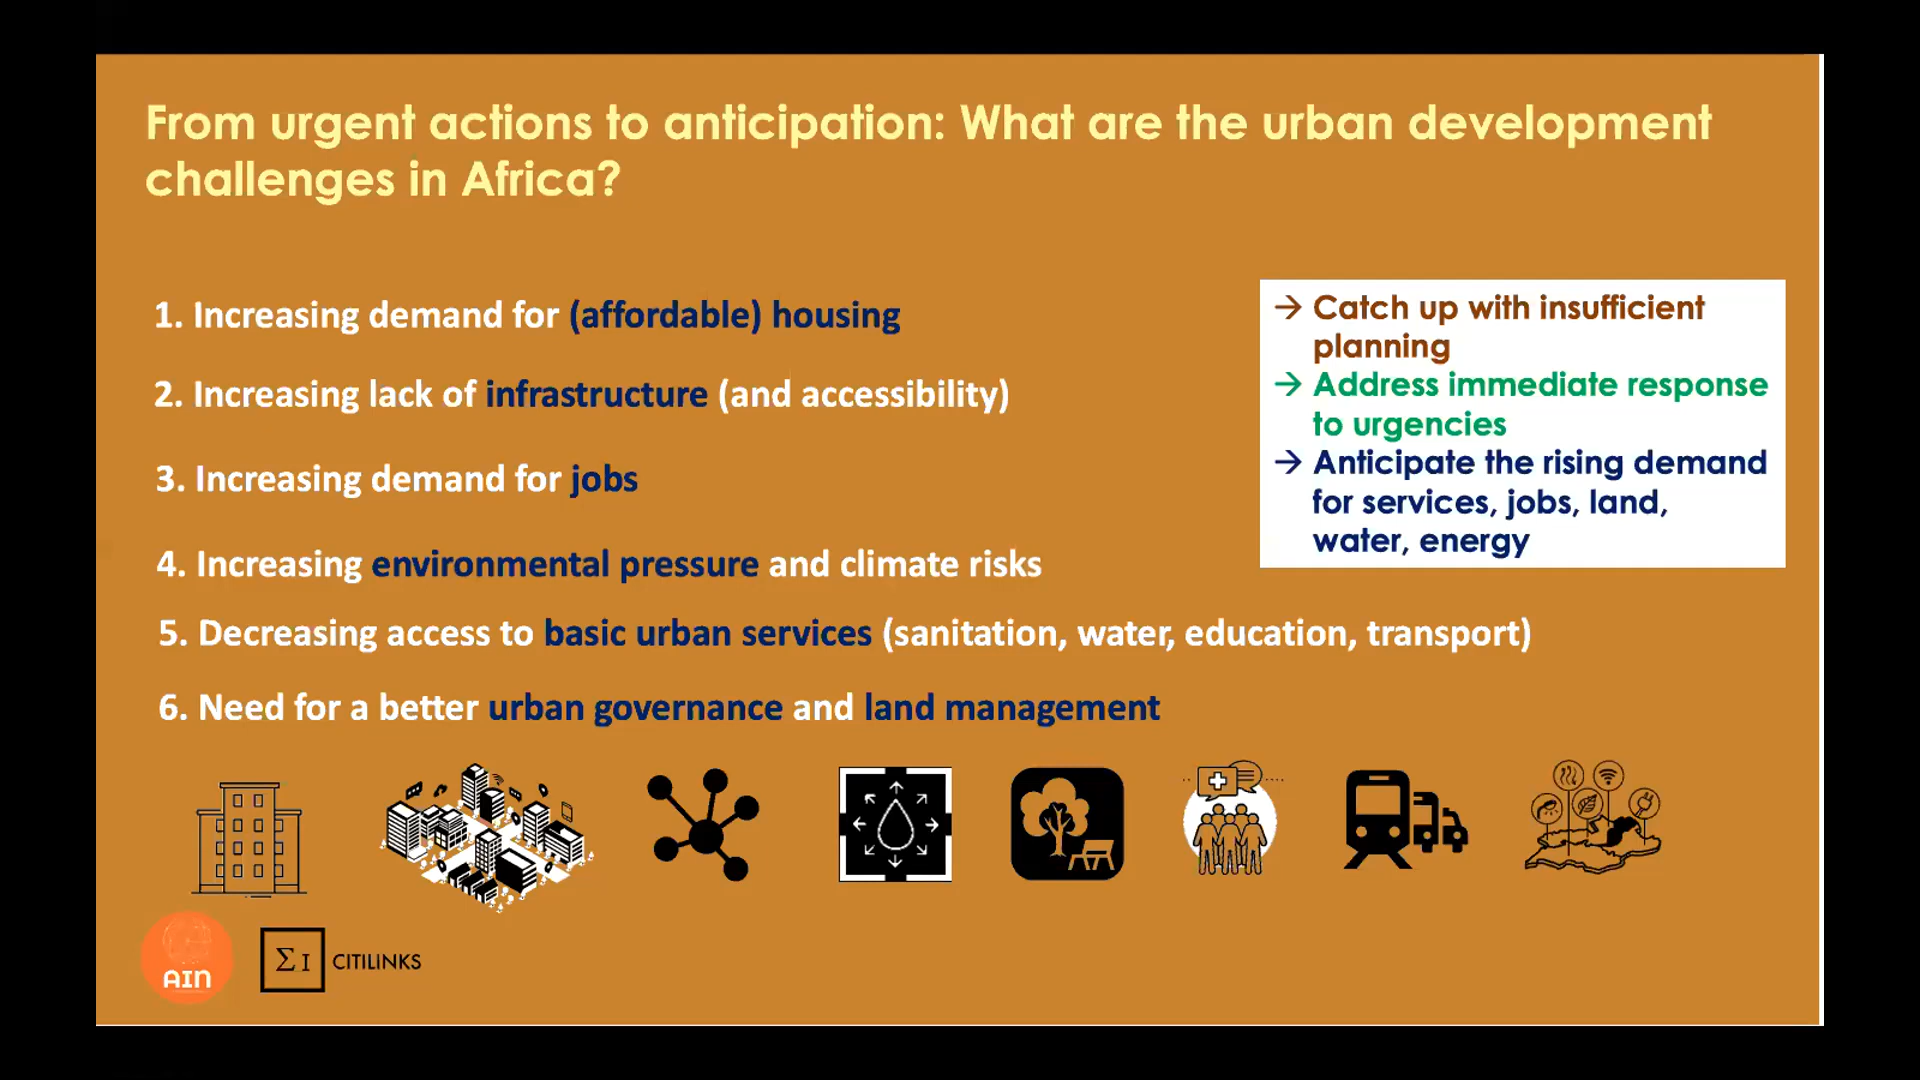 From urgent actions to anticipation: What are the urban development
challenges in Africa?
1. Increasing demand for (affordable) housing
2. Increasing lack of infrastructure (and accessibility)
3. Increasing demand for jobs
4. Increasing environmental pressure and climate risks
5. Decreasing access to basic urban services (sanitation, water, education, transport)
6. Need for a better urban governance and land management
→ Catch up with insufficient
planning
→ Address immediate response
to urgencies
→ Anticipate the rising demand
for services, jobs, land,
water, energy
AIN
ΣI CITILINKS